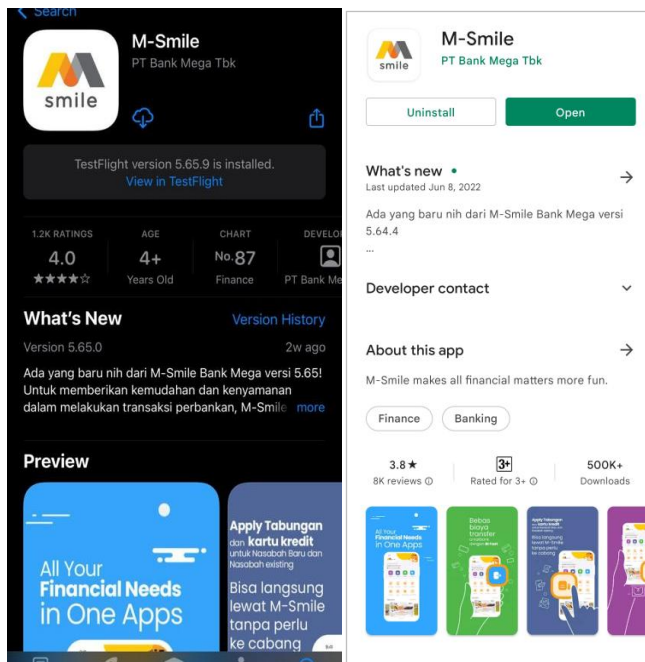 Search
smile
M-Smile
PT Bank Mega Tbk
TestFlight version 5.65.9 is installed.
View in TestFlight
1.2K RATINGS
4.0
AGE
4+
Years Old
CHART
No.87
Finance
DEVELO
PT Bank Me
What's New
Version History
Version 5.65.0
2w ago
Ada yang baru nih dari M-Smile Bank Mega versi 5.65!
Untuk memberikan kemudahan dan kenyamanan
dalam melakukan transaksi perbankan, M-Smile more
Preview
All Your
Financial Needs
in One Apps
Apply Tabungan
dan kartu kredit
untuk Nasabah Baru dan
Nasabah existing
Bisa langsung
lewat M-Smile
tanpa perlu
ke cabang
smile
M-Smile
PT Bank Mega Tbk
Uninstall
Open
What's new •
Last updated Jun 8, 2022
Ada yang baru nih dari M-Smile Bank Mega versi
5.64.4
...
Developer contact
About this app
M-Smile makes all financial matters more fun.
Finance
Banking
3.8★
8K reviews
3+
Rated for 3+
500K+
Downloads
All Your
Financial Needs
in One Apps
Bebas
biaya
transfer
Apply Tabungan
dan kartu kredit
Bisa langsung
lewat M-Smile
tanpa perlu
ke cabang